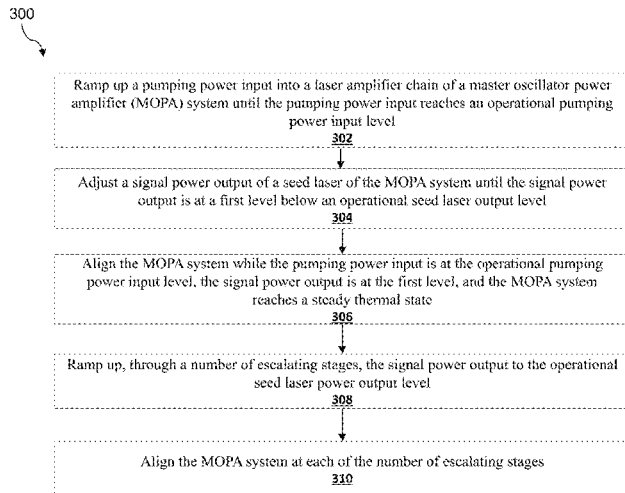 300
Ramp up a pumping power input into a laser amplifier chain of a master oscillator power
amplifier (MOPA) system until the pumping power input reaches an operational pumping
power input level
302
Adjust a signal power output of a seed laser of the MOPA system until the signal power
output is at a first level below an operational seed laser output level
304
Align the MOPA system while the pumping power input is at the operational pumping
power input level, the signal power output is at the first level, and the MOPA system
reaches a steady thermal state
306
Ramp up, through a number of escalating stages, the signal power output to the operational
seed laser power output level
308
Align the MOPA system at each of the number of escalating stages
310